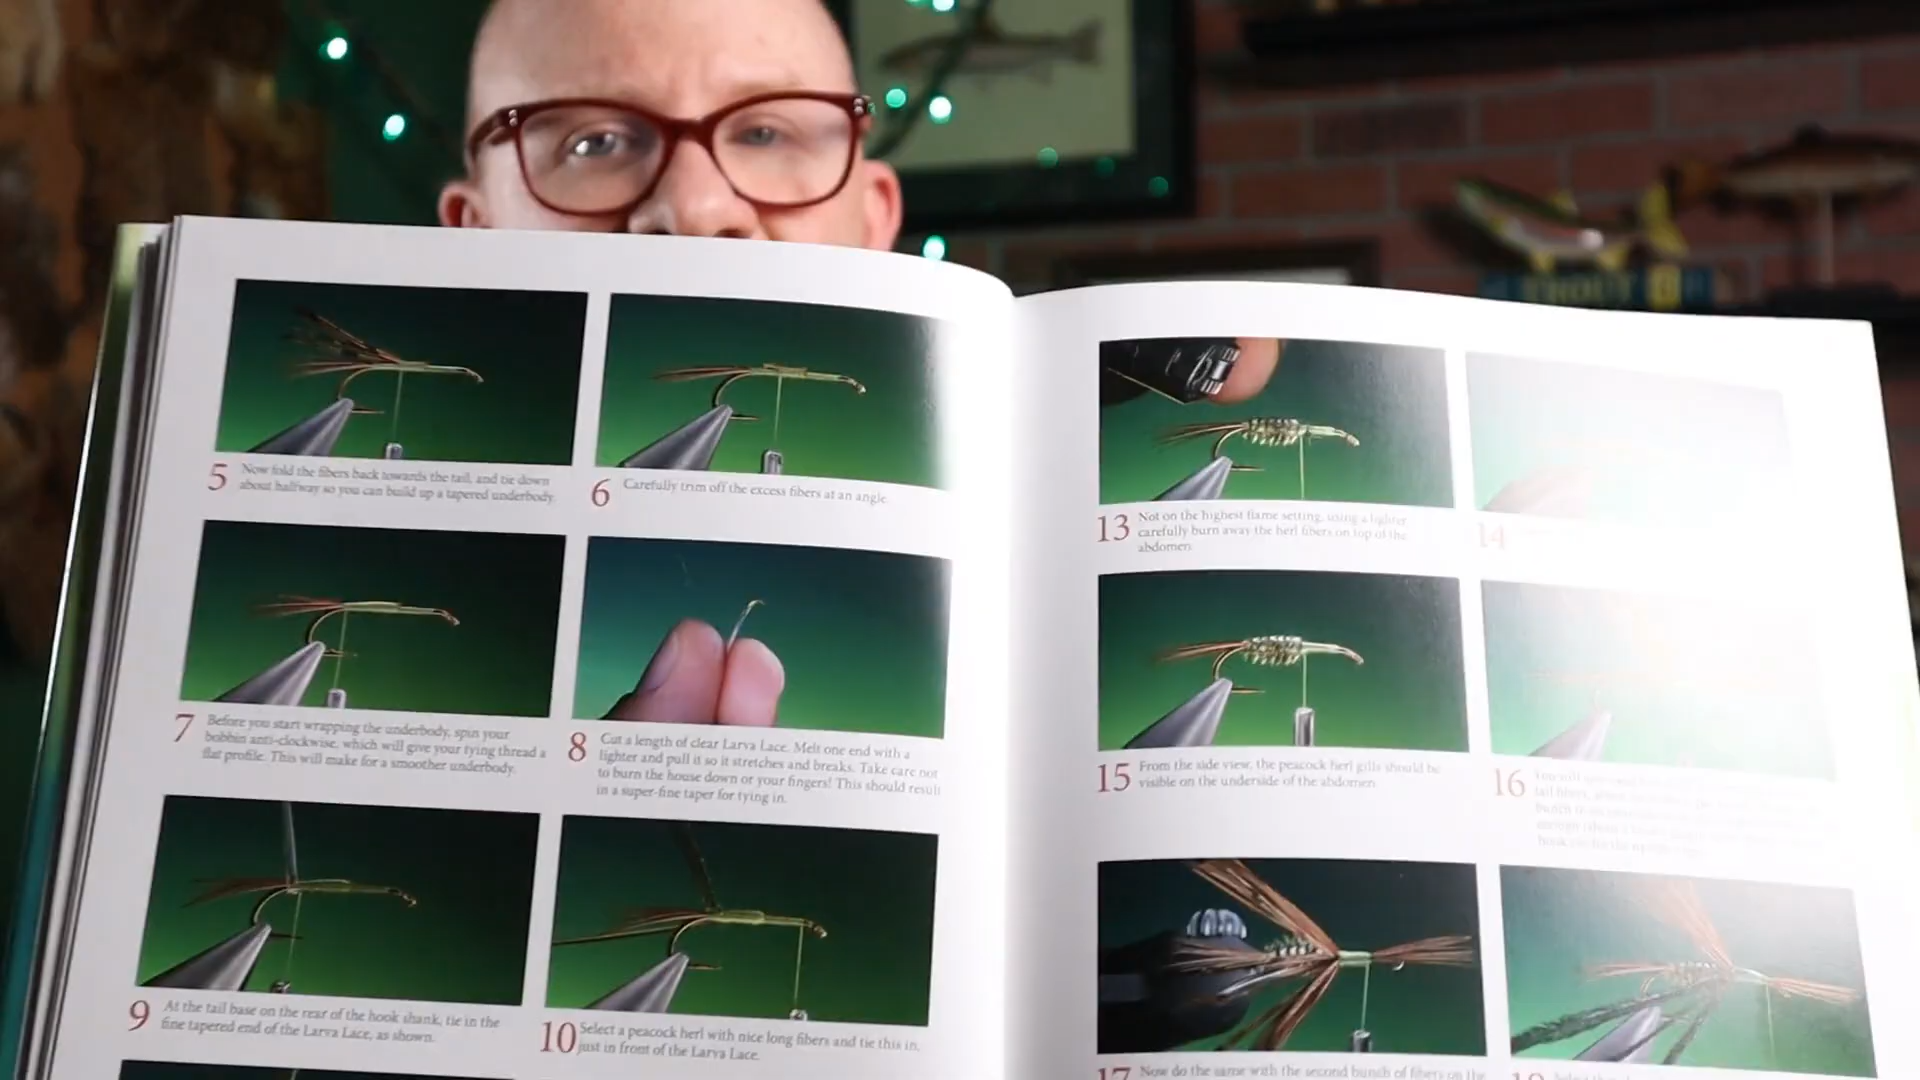 5 Now fold the fibers back towards the tail, and tie down
about halfway so you can build up a tapered underbody.
6 Carefully trim off the excess fibers at an angle.
7 Before you start wrapping the underbody, spin your
bobbin anti-clockwise, which will give your tying thread a
flat profile. This will make for a smoother underbody.
8 Cut a length of clear Larva Lace. Melt one end with a
lighter and pull it so it stretches and breaks. Take care not
to burn the house down or your fingers! This should result
in a super-fine taper for tying in.
9 At the tail base on the rear of the hook shank, tie in the
fine tapered end of the Larva Lace, as shown.
10 Select a peacock herl with nice long fibers and tie this in,
just in front of the Larva Lace.
13 Not on the highest flame setting, using a lighter
carefully burn away the herl fibers on top of the
abdomen.
14
15 From the side view, the peacock herl gills should be
visible on the underside of the abdomen.
16
tail fibers,
bunch
enough
hook
17 Now do the same with the second bunch of fibers on the
TROUT